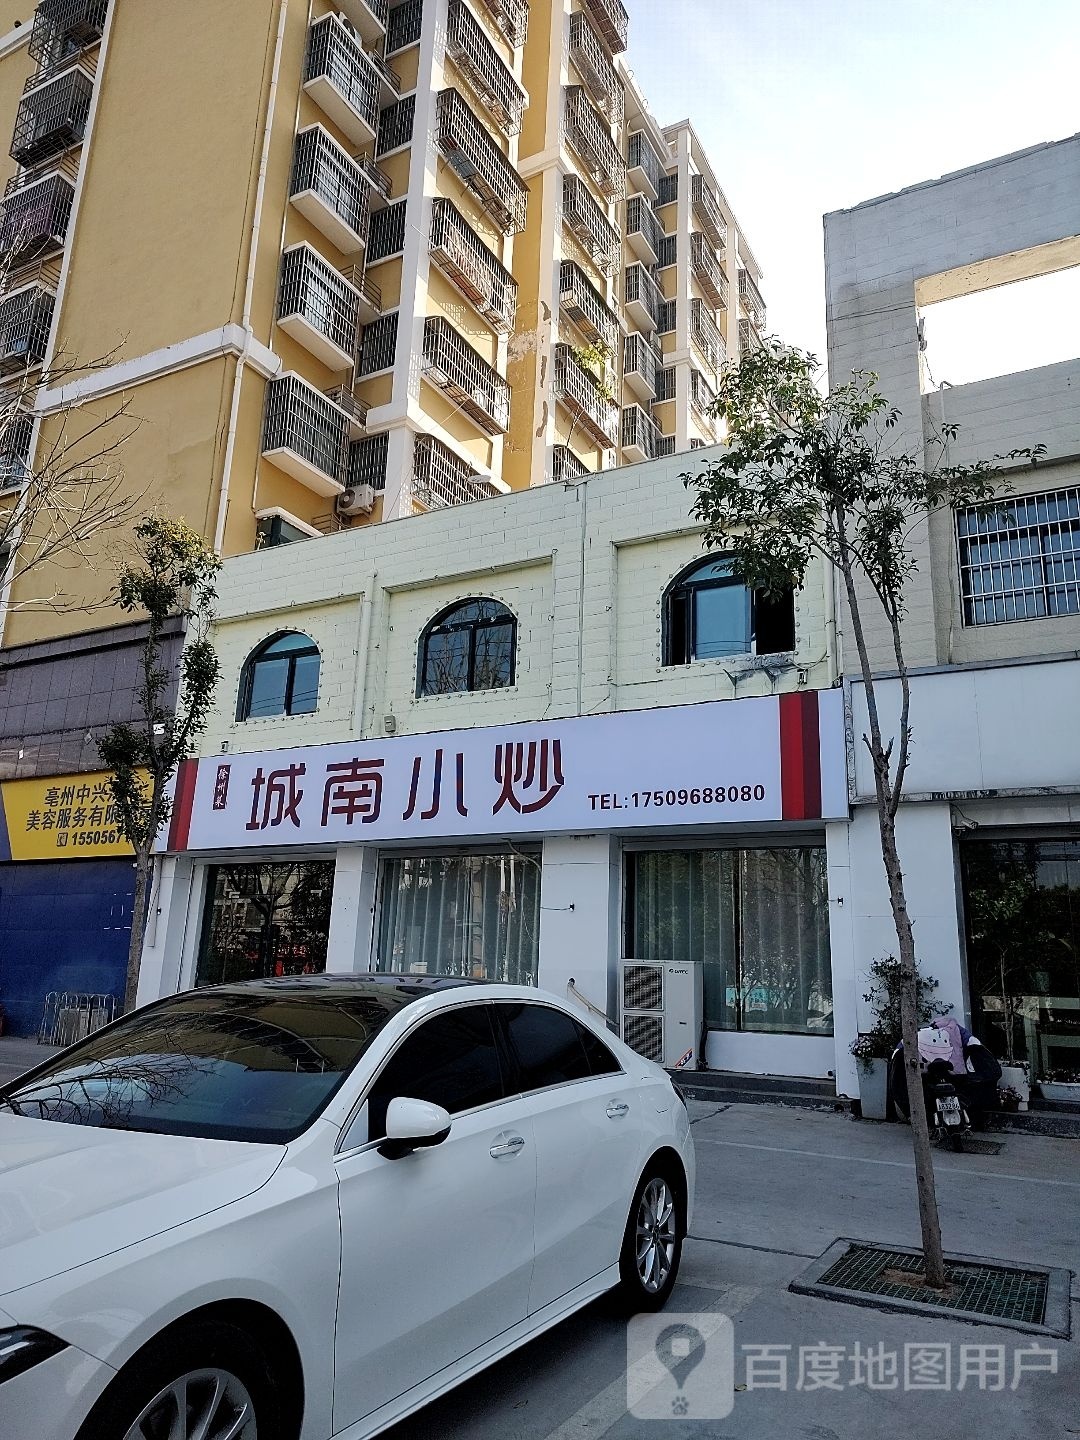 徐州菜
城南小炒
TEL:17509688080
亳州中兴
美容服务有限
155056
GREE
百度地图用户